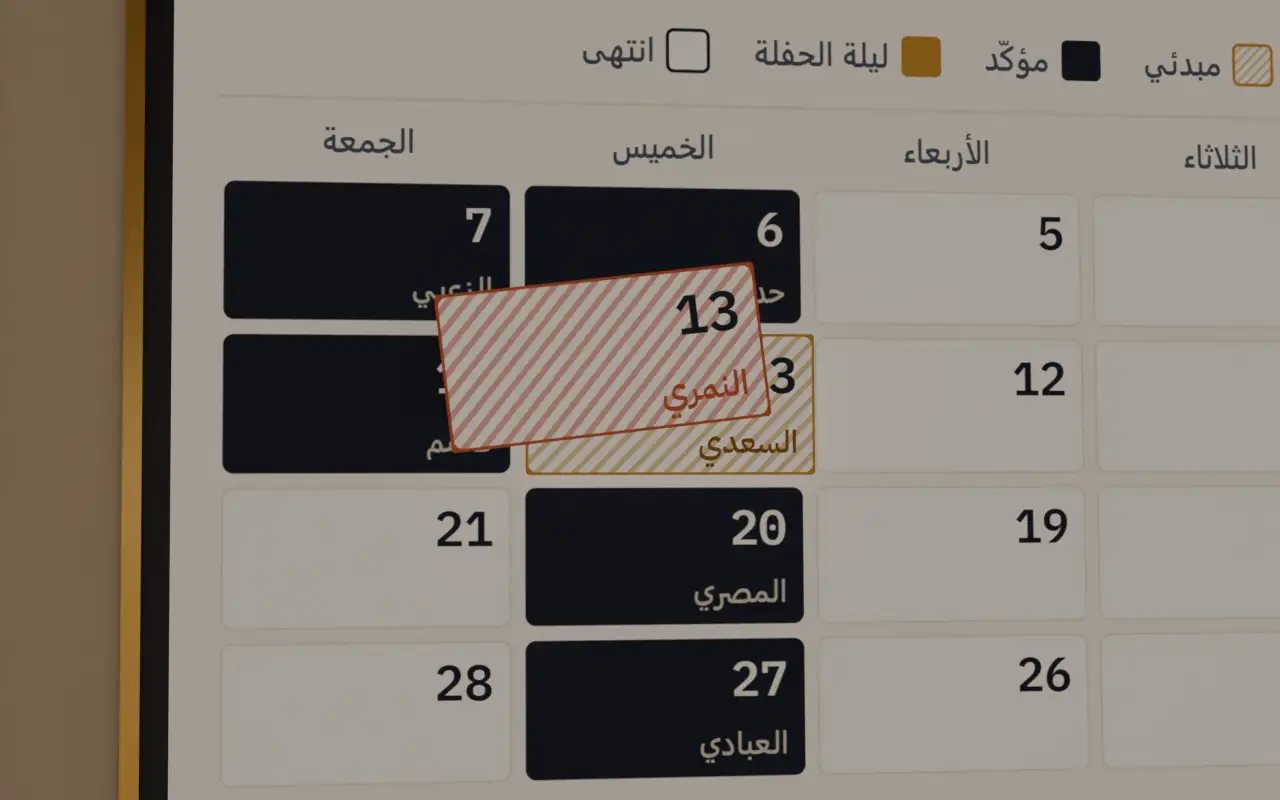 مبدئي مؤكّد ليلة الحفلة انتهى
الثلاثاء الأربعاء الخميس الجمعة
5 6 7
13
النمري
12
السعدي
19 20 21
المصري
26 27 28
العبادي